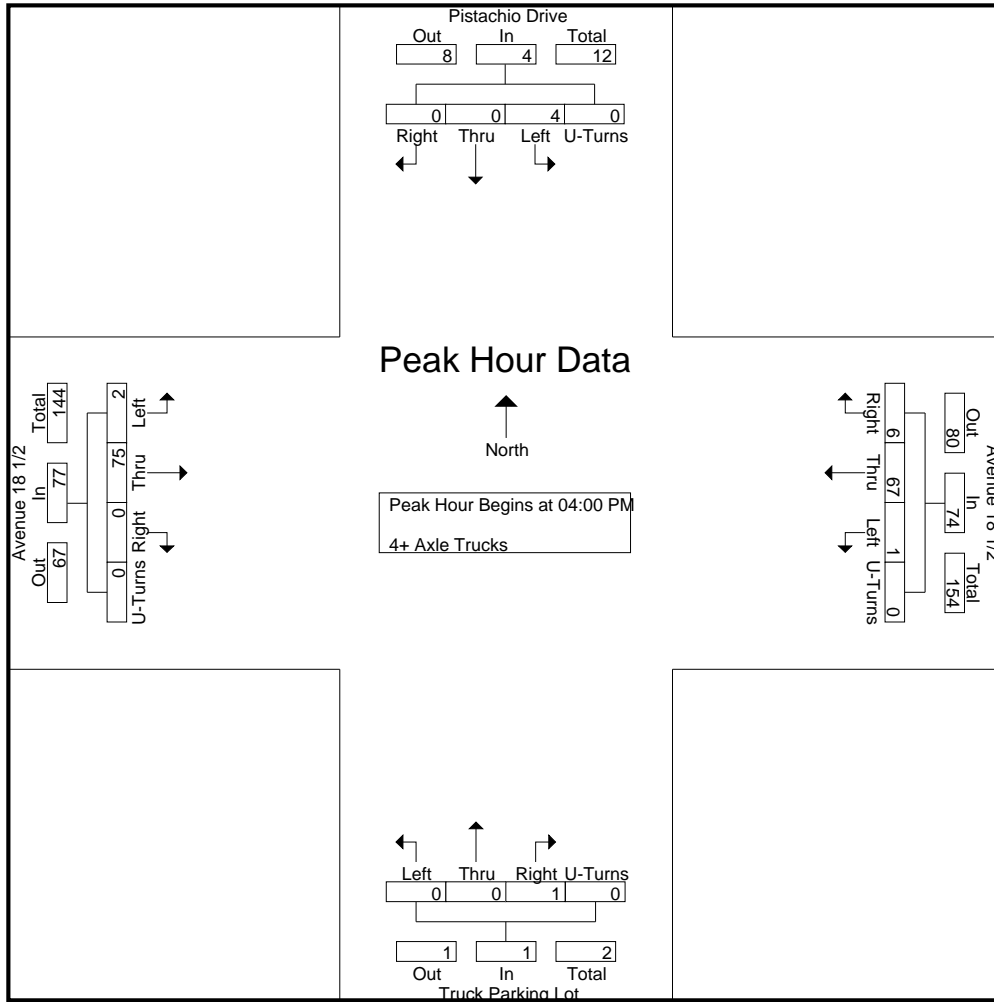 Pistachio Drive
Out In Total
8 4 12
0 0 4 0
Right Thru Left U-Turns
Peak Hour Data
North
Peak Hour Begins at 04:00 PM
4+ Axle Trucks
Avenue 18 1/2
Total In Out
144 77 67
2 75 0 0
Left Thru Right U-Turns
Avenue 18 1/2
Out In Total
80 74 154
6 67 1 0
Right Thru Left U-Turns
Left Thru Right U-Turns
0 0 1 0
1 1 2
Out In Total
Truck Parking Lot